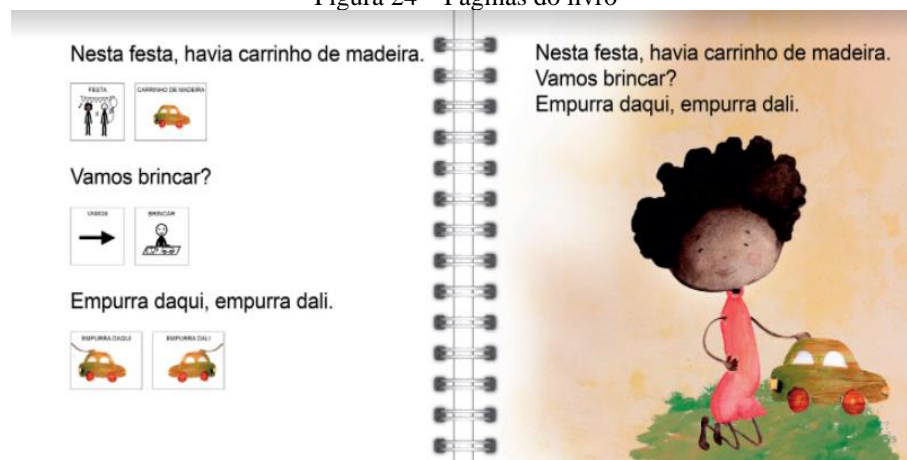 Figura 24 – Páginas do livro
Nesta festa, havia carrinho de madeira.
FESTA
CARRINHO DE MADEIRA
Vamos brincar?
VAMOS
BRINCAR
Empurra daqui, empurra dali.
EMPURRA DAQUI
EMPURRA DALI
Nesta festa, havia carrinho de madeira.
Vamos brincar?
Empurra daqui, empurra dali.